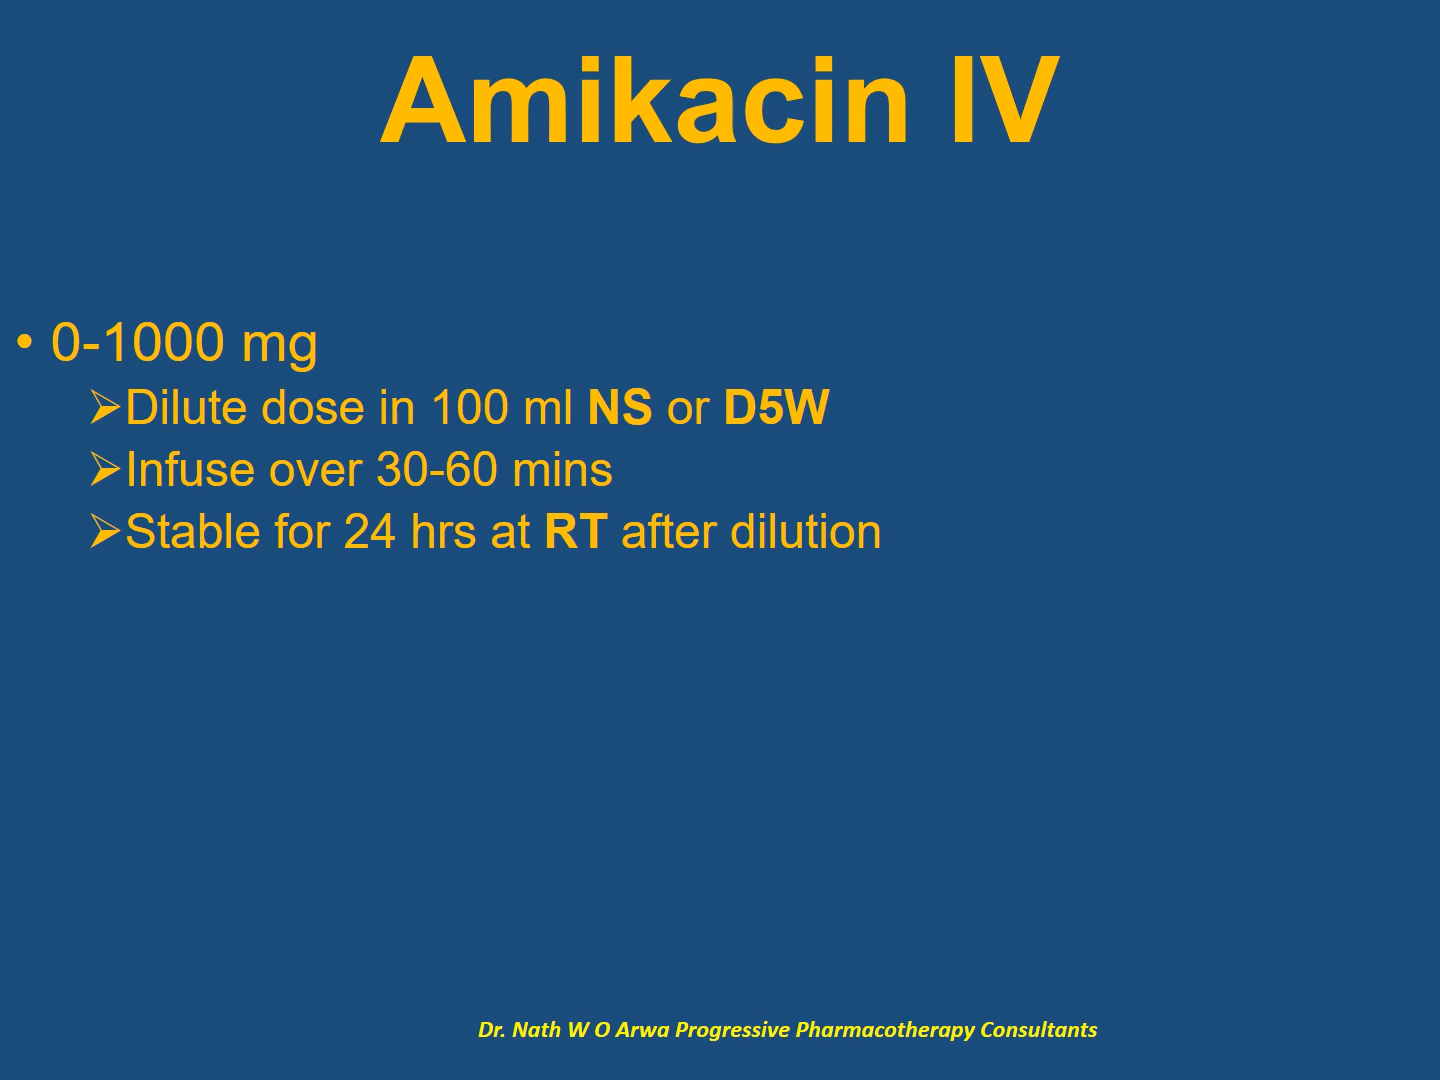 Amikacin IV
• 0-1000 mg
➢Dilute dose in 100 ml NS or D5W
➢Infuse over 30-60 mins
➢Stable for 24 hrs at RT after dilution
Dr. Nath W O Arwa Progressive Pharmacotherapy Consultants